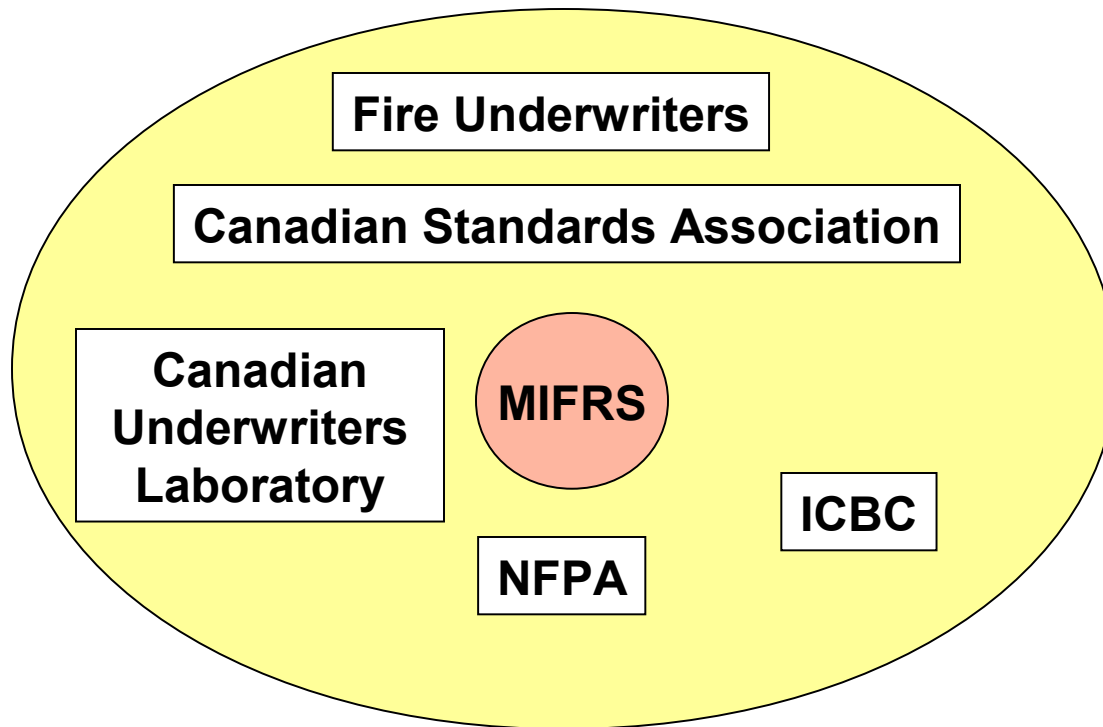 Fire Underwriters
Canadian Standards Association
Canadian
Underwriters
Laboratory
MIFRS
ICBC
NFPA